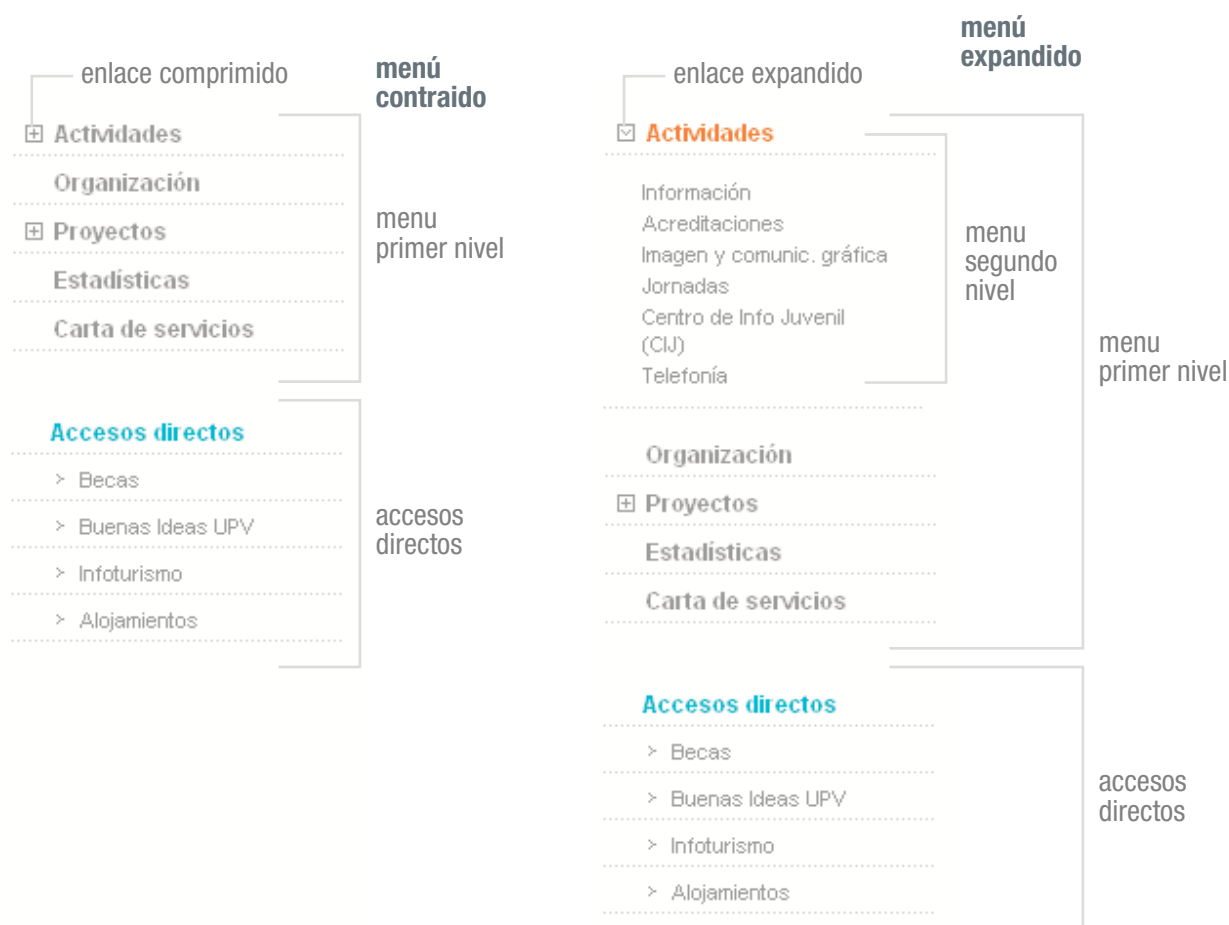 enlace comprimido
menú
contraido
Actividades
Organización
Proyectos
Estadísticas
Carta de servicios
menu
primer nivel
Accesos directos
> Becas
> Buenas Ideas UPV
> Infoturismo
> Alojamientos
accesos
directos
menú
expandido
enlace expandido
Actividades
Información
Acreditaciones
Imagen y comunic. gráfica
Jornadas
Centro de Info Juvenil
(CIJ)
Telefonía
menu
segundo
nivel
Organización
Proyectos
Estadísticas
Carta de servicios
menu
primer nivel
Accesos directos
> Becas
> Buenas Ideas UPV
> Infoturismo
> Alojamientos
accesos
directos